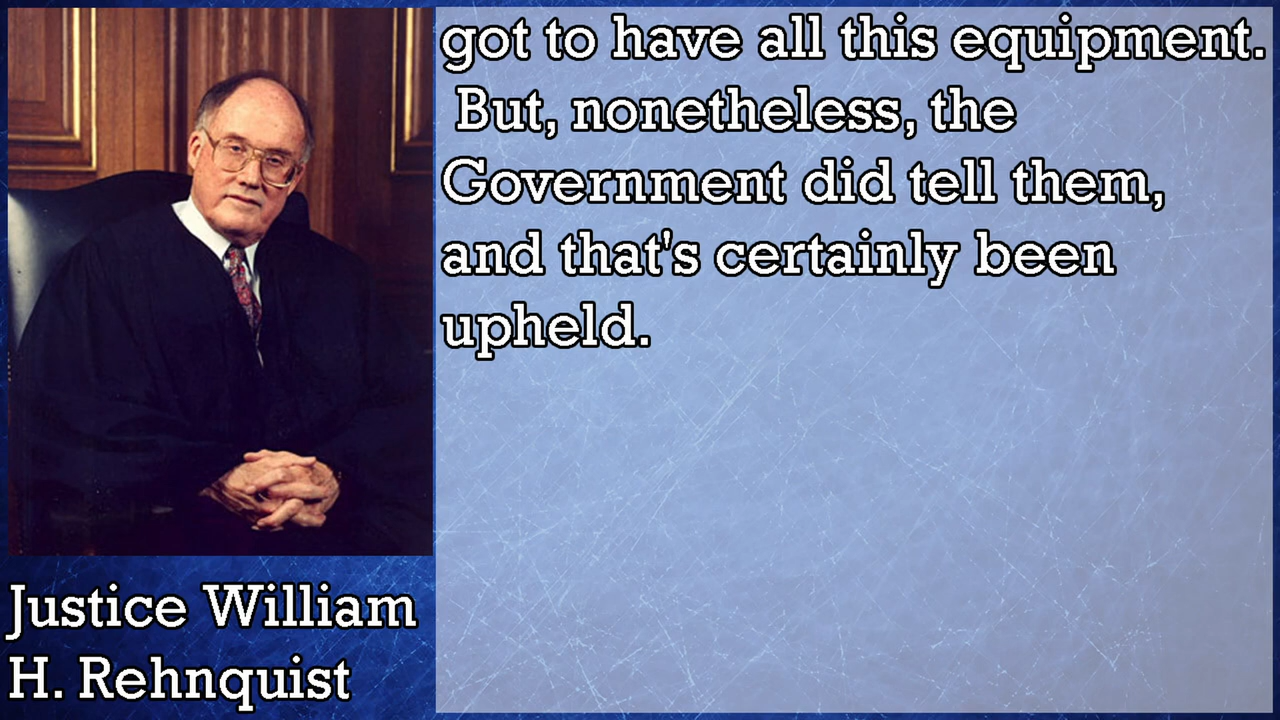 got to have all this equipment.
But, nonetheless, the
Government did tell them,
and that's certainly been
upheld.
Justice William
H. Rehnquist